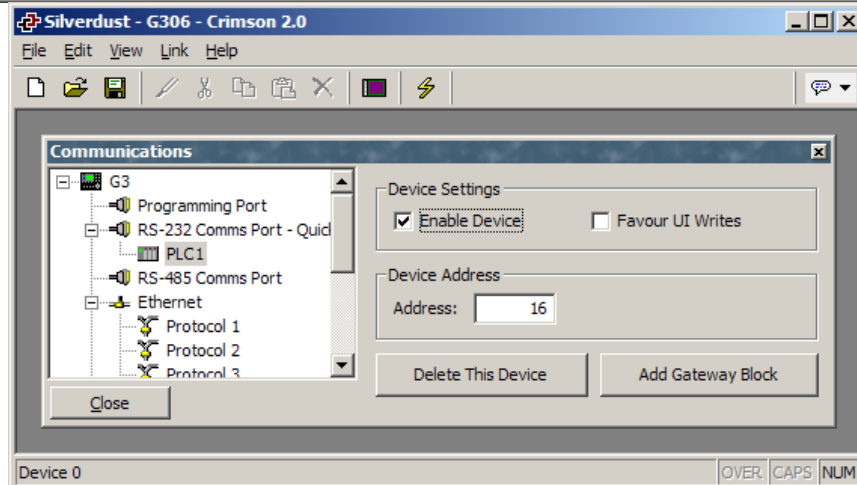 Silverdust - G306 - Crimson 2.0
File Edit View Link Help
Communications
G3
Programming Port
RS-232 Comms Port - Quick
PLC1
RS-485 Comms Port
Ethernet
Protocol 1
Protocol 2
Protocol 3
Close
Device Settings
Enable Device Favour UI Writes
Device Address
Address: 16
Delete This Device Add Gateway Block
Device 0 OVER CAPS NUM